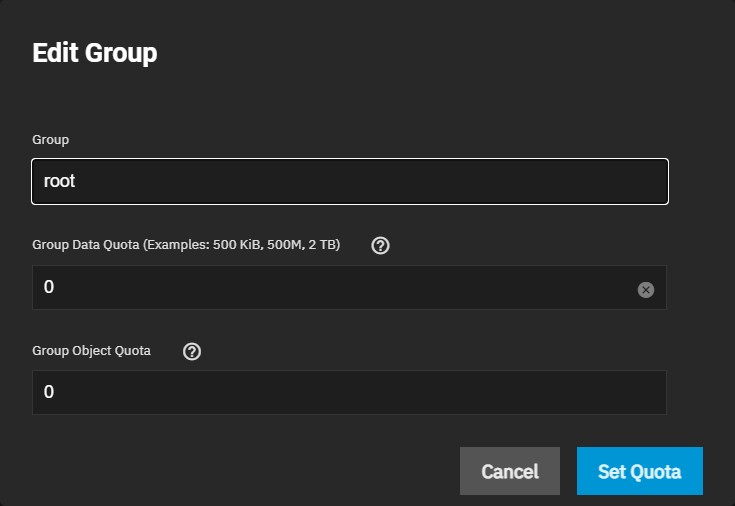 Edit Group
Group
root
Group Data Quota (Examples: 500 KiB, 500M, 2 TB)
0
Group Object Quota
0
Cancel Set Quota